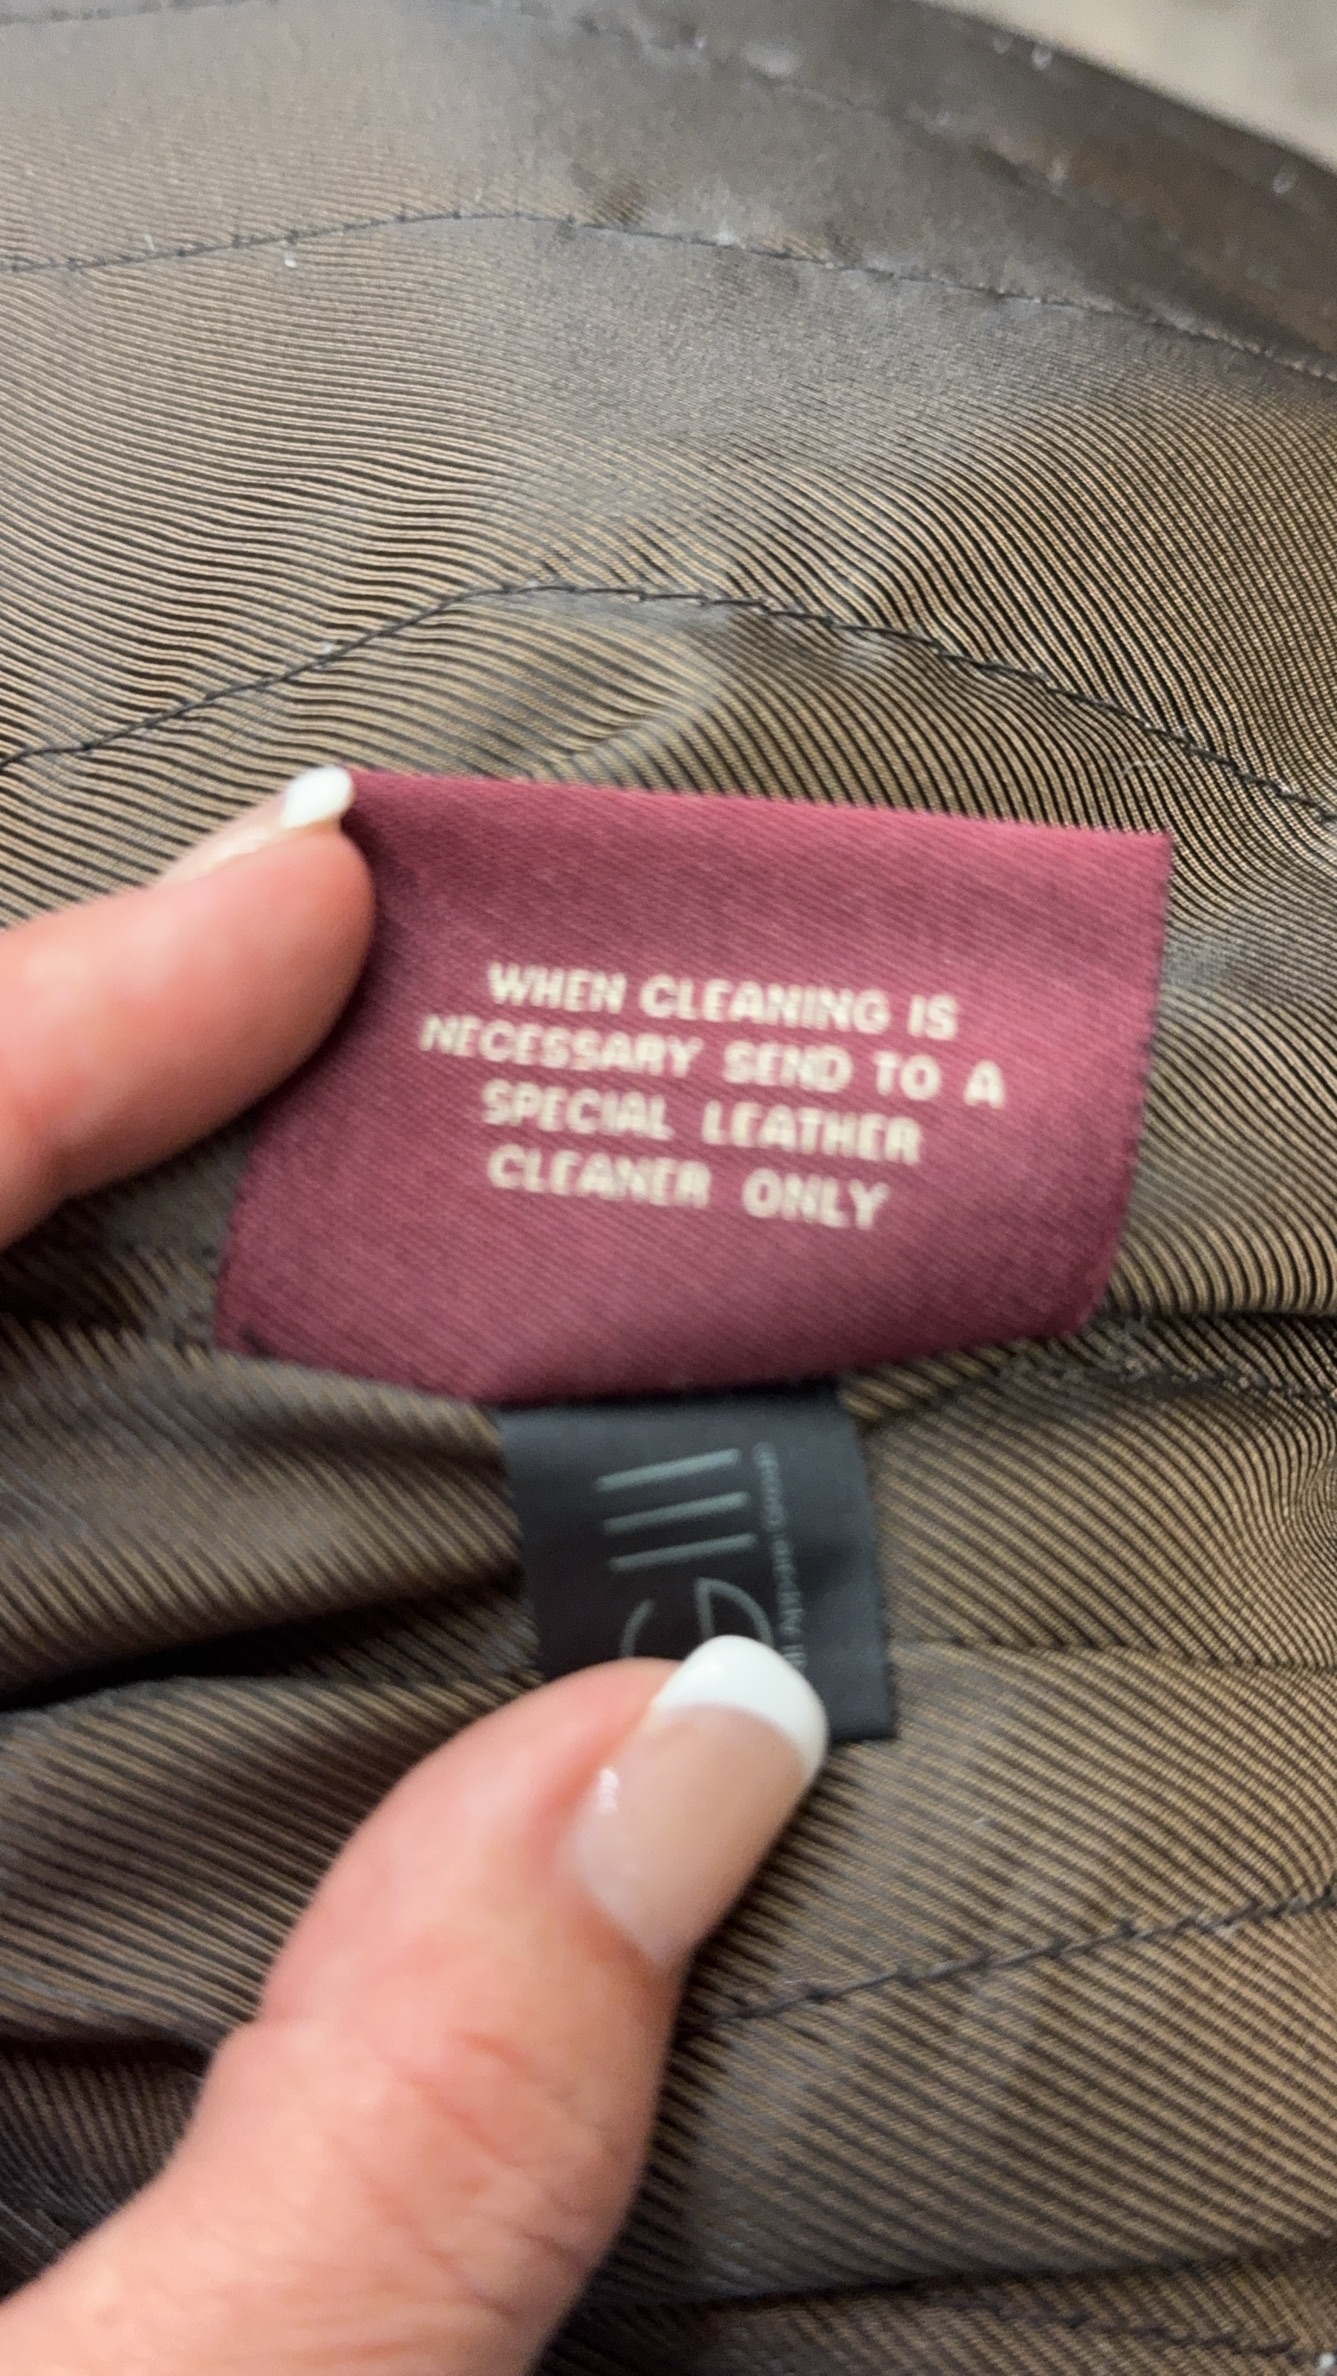 WHEN CLEANING IS
NECESSARY SEND TO A
SPECIAL LEATHER
CLEANER ONLY